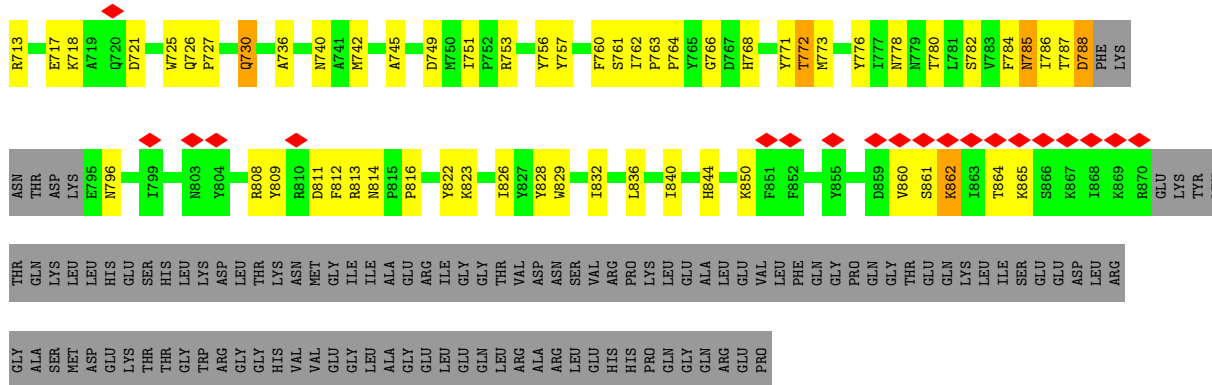 R713 E717 K718 A719 Q720 D721 W725 Q726 P727 Q730 A736 N740 A741 M742 A745 D749 M750 I751 P752 R753 Y756 Y757 F760 S761 I762 P763 P764 Y765 G766 D767 H768 Y771 T772 M773 Y776 I777 N778 N779 T780 L781 S782 V783 F784 N785 I786 T787 D788 PHE LYS
ASN THR ASP LYS E795 N796 I799 N803 Y804 R808 Y809 R810 D811 F812 R813 N814 P815 P816 Y822 K823 I826 Y827 Y828 W829 I832 L836 I840 H844 K850 F851 F852 Y855 D859 V860 S861 K862 I863 T864 K865 S866 K867 I868 K869 R870 GLU LYS TYR
THR GLN LYS LEU LEU HIS GLU SER HIS LEU LYS ASP LEU THR LYS ASN MET GLY ILE ILE ALA GLU ARG ILE GLY GLY THR VAL ASP ASN SER VAL ARG PRO LYS LEU GLU ALA LEU GLU VAL LEU PHE GLN GLY PRO GLN GLY THR GLU GLN LYS LEU ILE SER GLU GLU ASP LEU ARG
GLY ALA SER MET ASP GLU LYS THR THR GLY TRP ARG GLY GLY HIS VAL VAL GLU GLY LEU ALA GLY GLU LEU GLU GLN LEU ARG ALA ARG LEU GLU HIS HIS PRO GLN GLY GLN ARG GLU PRO